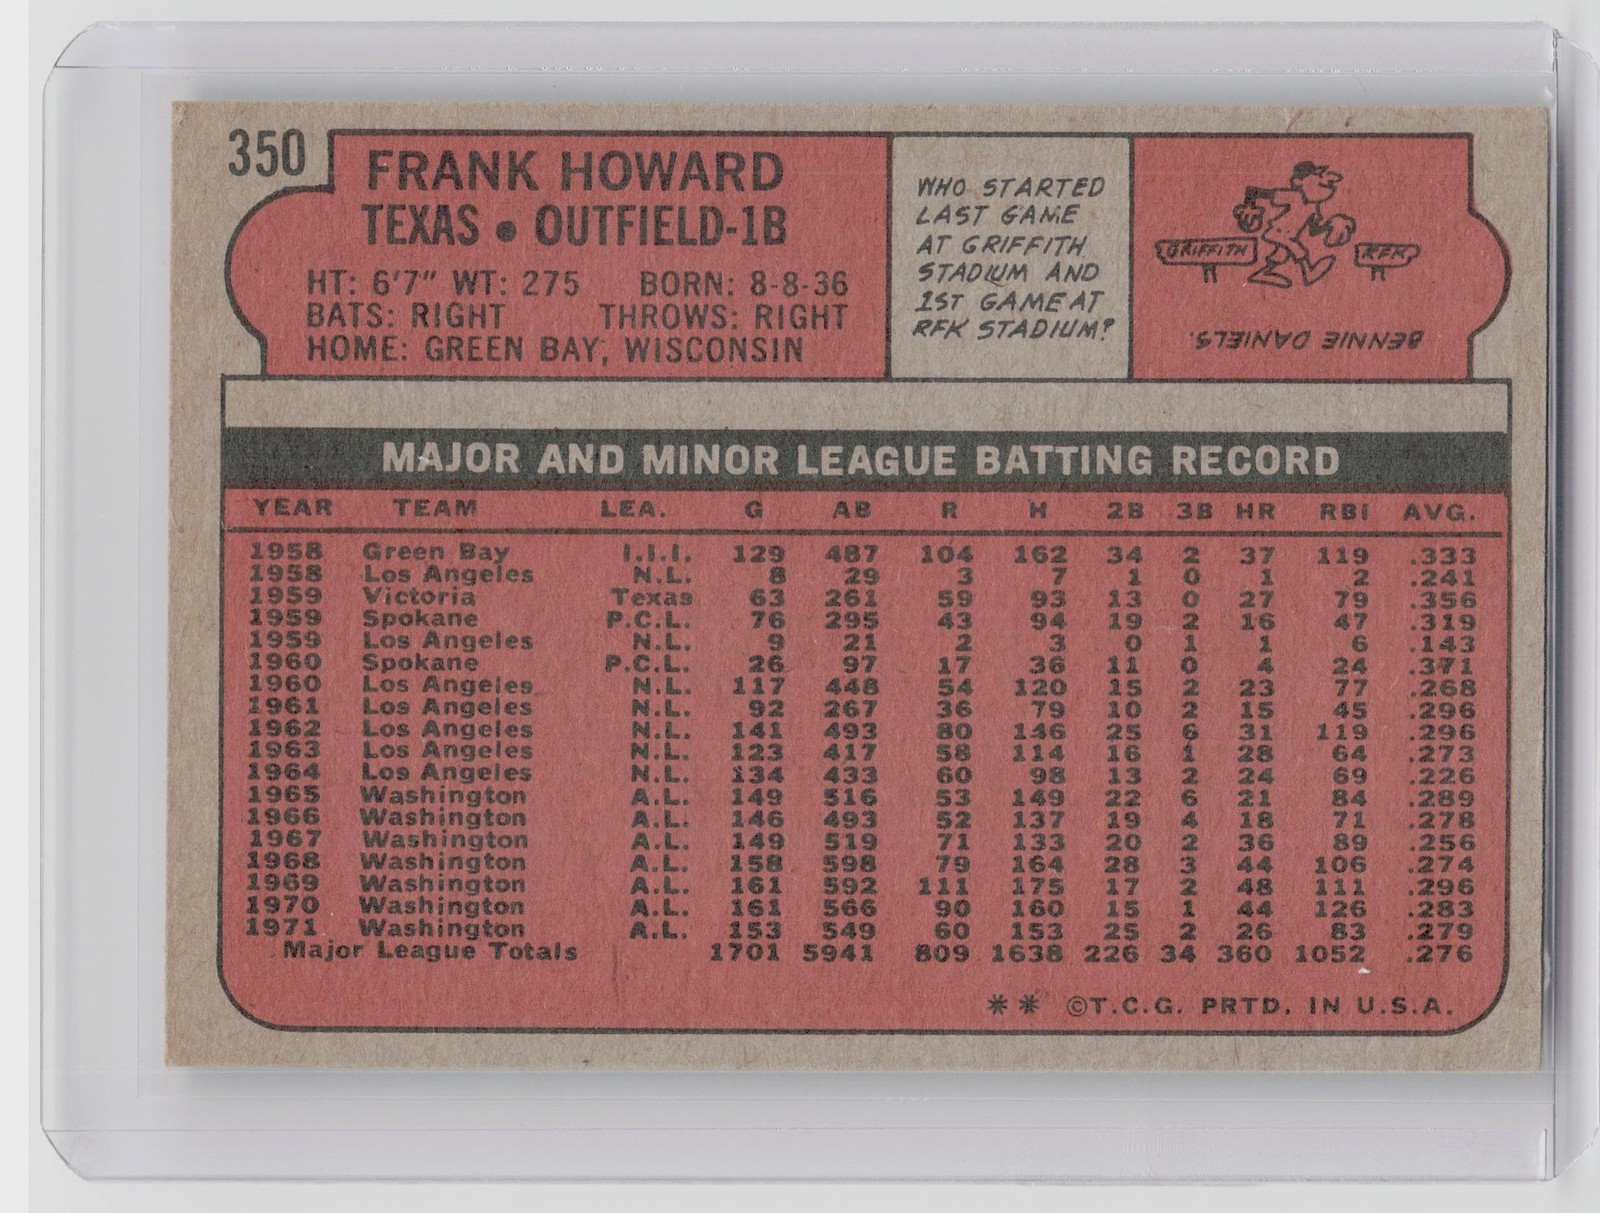 350
FRANK HOWARD
TEXAS • OUTFIELD-1B
HT: 6'7" WT: 275 BORN: 8-8-36
BATS: RIGHT THROWS: RIGHT
HOME: GREEN BAY, WISCONSIN
WHO STARTED
LAST GAME
AT GRIFFITH
STADIUM AND
1ST GAME AT
RFK STADIUM?
GRIFFITH RFK
BENNIE DANIELS.
MAJOR AND MINOR LEAGUE BATTING RECORD
YEAR TEAM LEA. G AB R H 2B 3B HR RBI AVG.
1958 Green Bay I.I.I. 129 487 104 162 34 2 37 119 .333
1958 Los Angeles N.L. 8 29 3 7 1 0 1 2 .241
1959 Victoria Texas 63 261 59 93 13 0 27 79 .356
1959 Spokane P.C.L. 76 295 43 94 19 2 16 47 .319
1959 Los Angeles N.L. 9 21 2 3 0 1 1 6 .143
1960 Spokane P.C.L. 26 97 17 36 11 0 4 24 .371
1960 Los Angeles N.L. 117 448 54 120 15 2 23 77 .268
1961 Los Angeles N.L. 92 267 36 79 10 2 15 45 .296
1962 Los Angeles N.L. 141 493 80 146 25 6 31 119 .296
1963 Los Angeles N.L. 123 417 58 114 16 1 28 64 .273
1964 Los Angeles N.L. 134 433 60 98 13 2 24 69 .226
1965 Washington A.L. 149 516 53 149 22 6 21 84 .289
1966 Washington A.L. 146 493 52 137 19 4 18 71 .278
1967 Washington A.L. 149 519 71 133 20 2 36 89 .256
1968 Washington A.L. 158 598 79 164 28 3 44 106 .274
1969 Washington A.L. 161 592 111 175 17 2 48 111 .296
1970 Washington A.L. 161 566 90 160 15 1 44 126 .283
1971 Washington A.L. 153 549 60 153 25 2 26 83 .279
Major League Totals 1701 5941 809 1638 226 34 360 1052 .276
** ©T.C.G. PRTD. IN U.S.A.